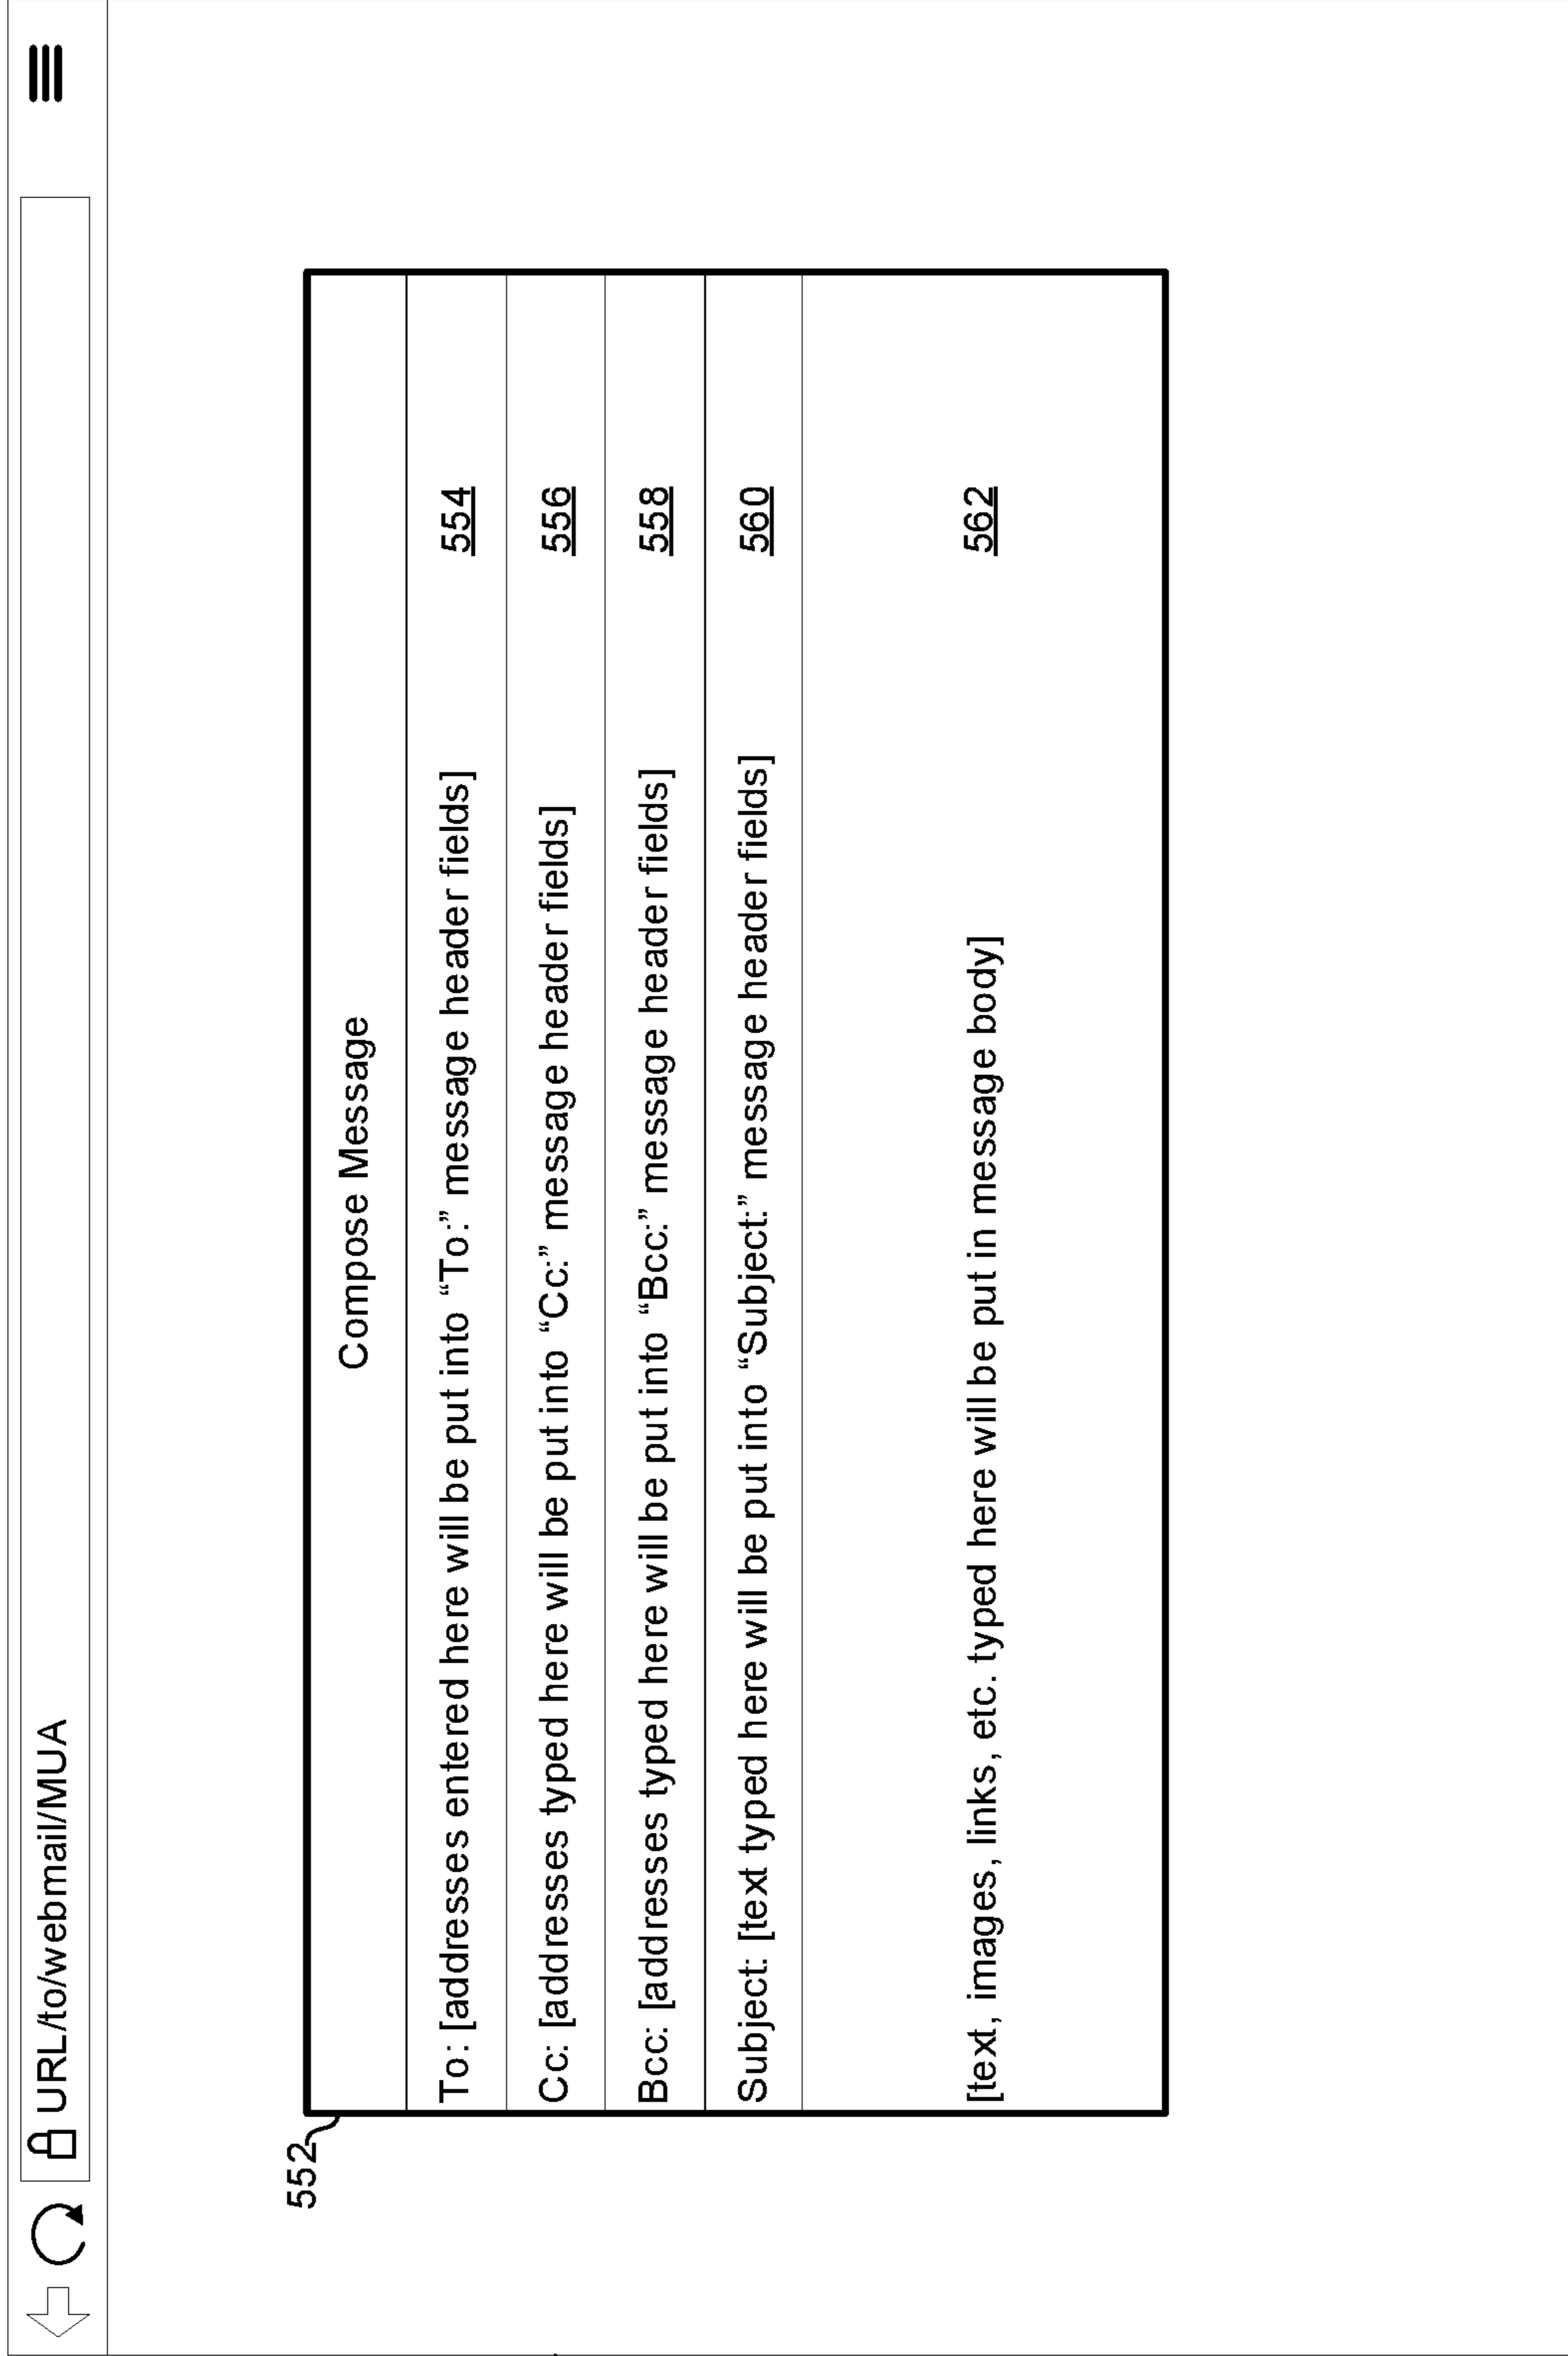 URL/to/webmail/MUA
552
Compose Message
To: [addresses entered here will be put into “To:” message header fields] 554
Cc: [addresses typed here will be put into “Cc:” message header fields] 556
Bcc: [addresses typed here will be put into “Bcc:” message header fields] 558
Subject: [text typed here will be put into “Subject:” message header fields] 560
[text, images, links, etc. typed here will be put in message body] 562